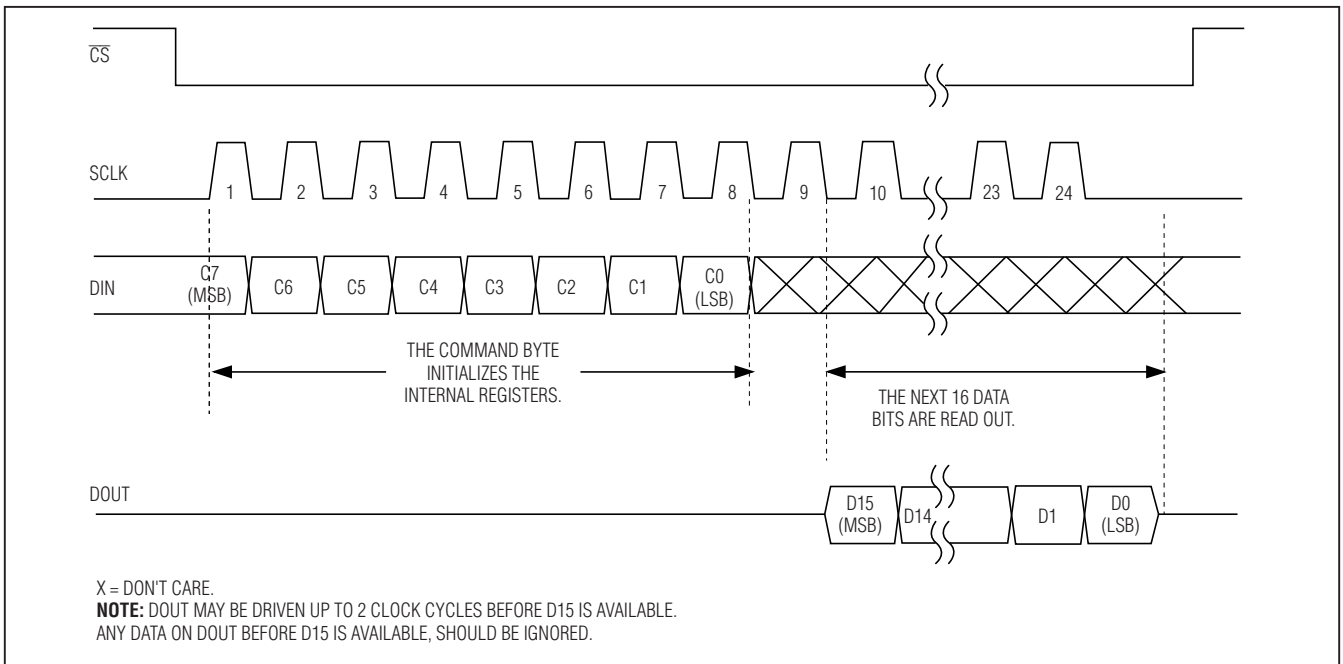 CS
SCLK
1 2 3 4 5 6 7 8 9 10 23 24
DIN
C7
(MSB)
C6 C5 C4 C3 C2 C1
C0
(LSB)
THE COMMAND BYTE
INITIALIZES THE
INTERNAL REGISTERS.
THE NEXT 16 DATA
BITS ARE READ OUT.
DOUT
D15
(MSB)
D14
D1
D0
(LSB)
X = DON'T CARE.
NOTE: DOUT MAY BE DRIVEN UP TO 2 CLOCK CYCLES BEFORE D15 IS AVAILABLE.
ANY DATA ON DOUT BEFORE D15 IS AVAILABLE, SHOULD BE IGNORED.